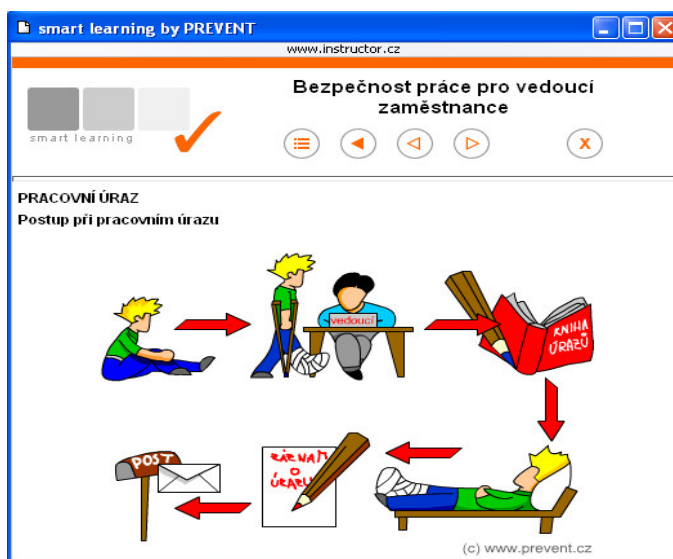 smart learning by PREVENT
www.instructor.cz
Bezpečnost práce pro vedoucí
zaměstnance
smart learning
PRACOVNÍ ÚRAZ
Postup při pracovním úrazu
vedoucí
KNIHA
ÚRAZŮ
POST
ZÁZNAM
O
ÚRAZU
(c) www.prevent.cz